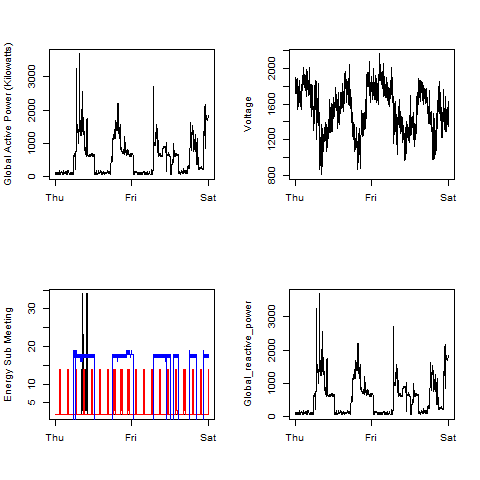 Global Active Power (Kilowatts)
0
1000
2000
3000
Thu
Fri
Sat
Voltage
800
1200
1600
2000
Thu
Fri
Sat
Energy Sub Meeting
5
10
20
30
Thu
Fri
Sat
Global_reactive_power
0
1000
2000
3000
Thu
Fri
Sat